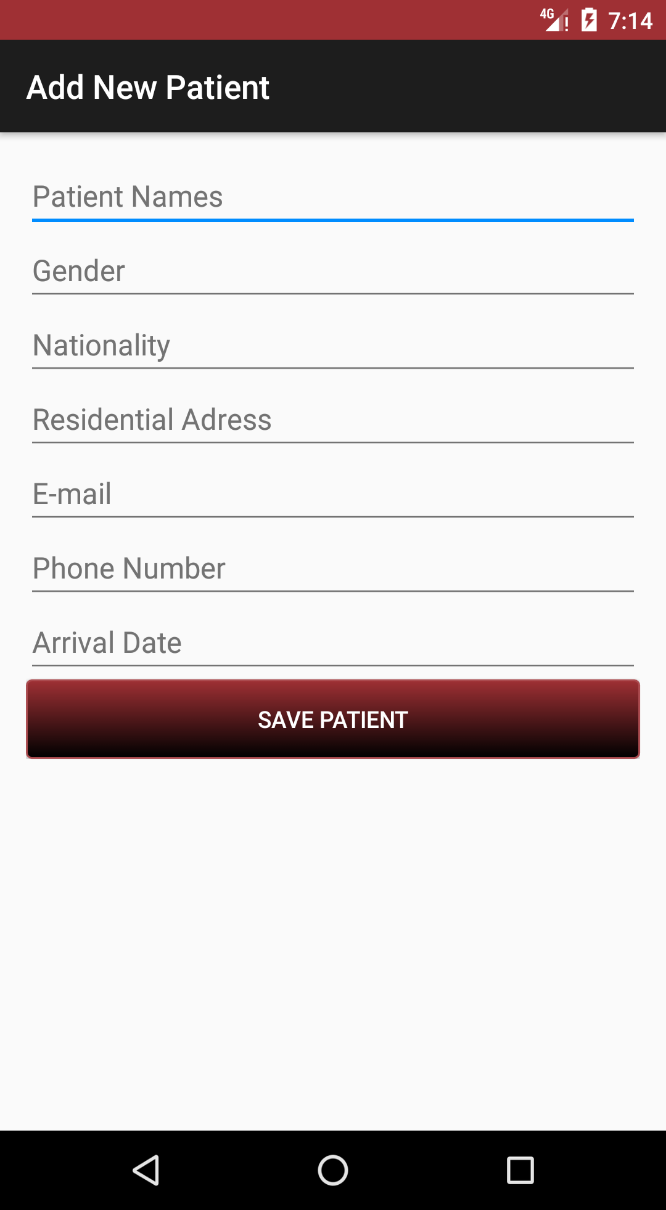 4G 7:14
Add New Patient
Patient Names
Gender
Nationality
Residential Adress
E-mail
Phone Number
Arrival Date
SAVE PATIENT